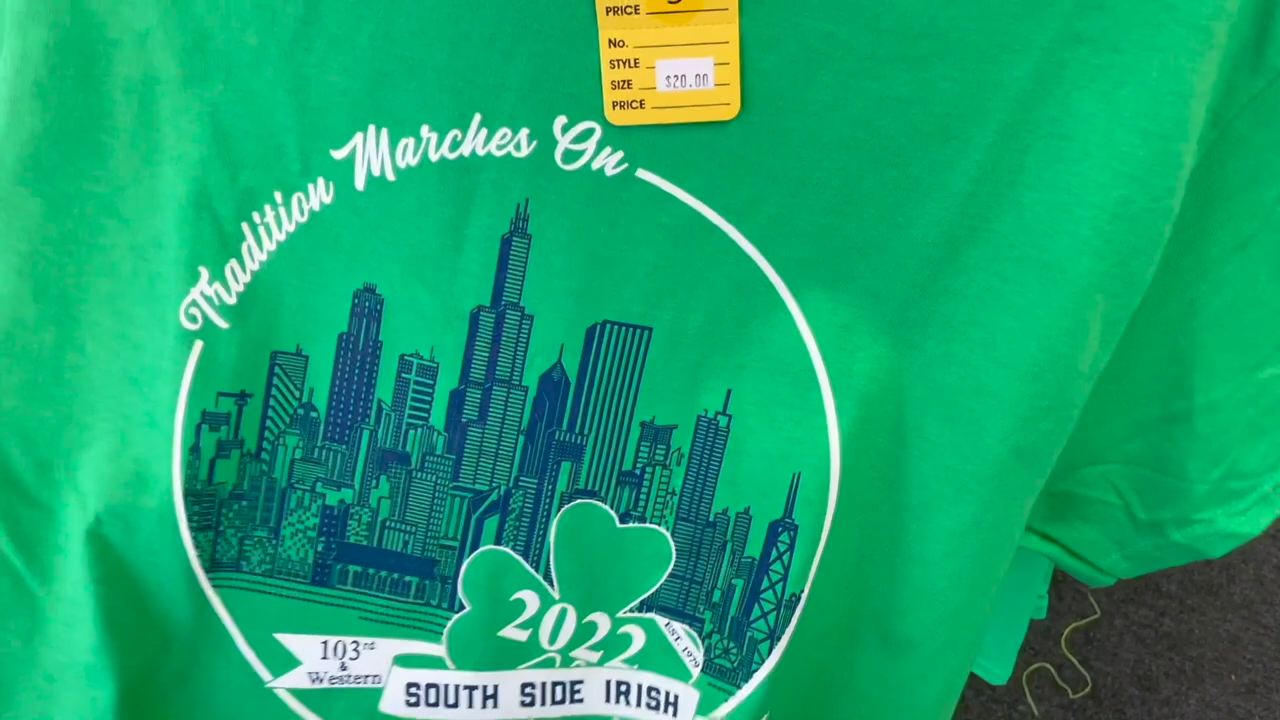 PRICE
No.
STYLE
SIZE $20.00
PRICE
Tradition Marches On
2022
EST. 1979
103rd
&
Western
SOUTH SIDE IRISH